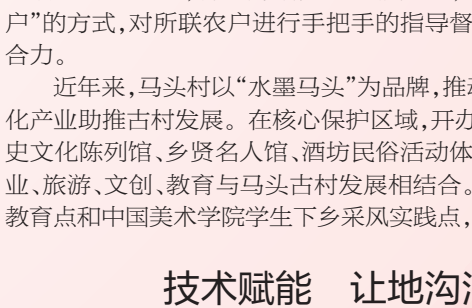 户”的方式,对所联农户进行手把手的指导督
合力。
近年来,马头村以“水墨马头”为品牌,推动
化产业助推古村发展。在核心保护区域,开办
史文化陈列馆、乡贤名人馆、酒坊民俗活动体
业、旅游、文创、教育与马头古村发展相结合。
教育点和中国美术学院学生下乡采风实践点,
技术赋能 让地沟油